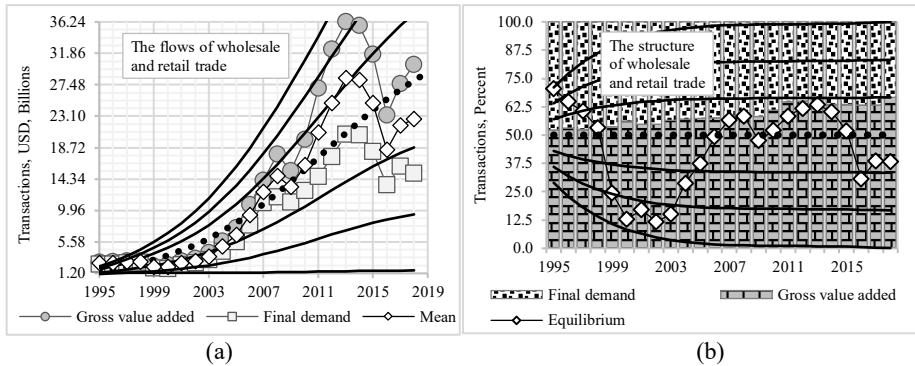 Transactions, USD, Billions
36.24
31.86
27.48
23.10
18.72
14.34
9.96
5.58
1.20
The flows of wholesale
and retail trade
1995 1999 2003 2007 2011 2015 2019
Gross value added Final demand Mean
(a)
Transactions, Percent
100.0
87.5
75.0
62.5
50.0
37.5
25.0
12.5
0.0
The structure
of wholesale
and retail trade
1995 1999 2003 2007 2011 2015
Final demand Gross value added
Equilibrium
(b)